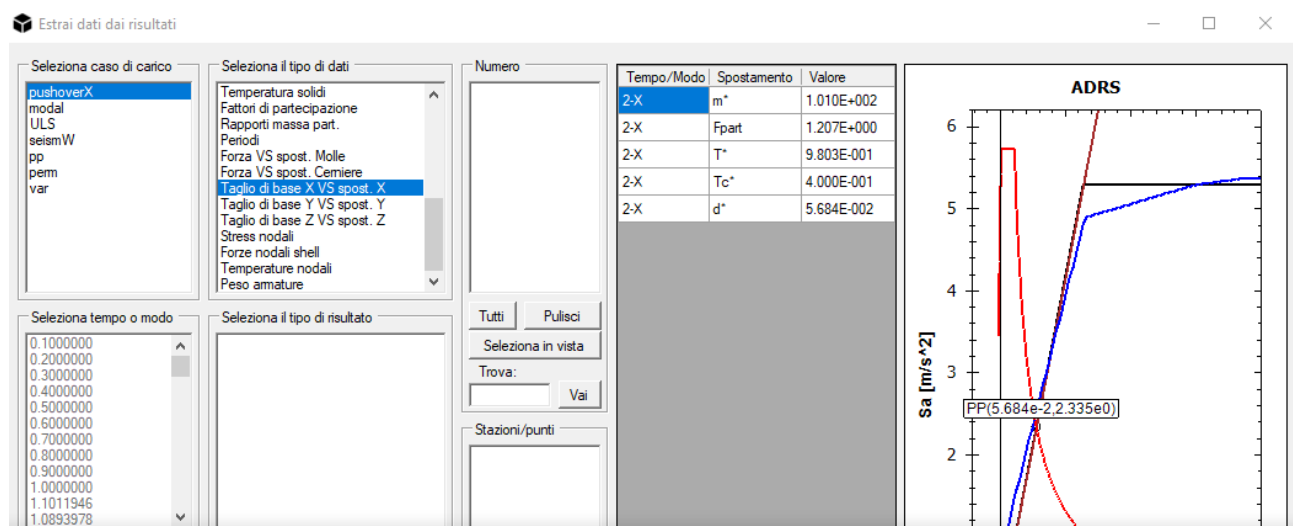 Estrai dati dai risultati
Seleziona caso di carico
pushoverX
modal
ULS
seismW
pp
perm
var
Seleziona il tipo di dati
Temperatura solidi
Fattori di partecipazione
Rapporti massa part.
Periodi
Forza VS spost. Molle
Forza VS spost. Cerniere
Taglio di base X VS spost. X
Taglio di base Y VS spost. Y
Taglio di base Z VS spost. Z
Stress nodali
Forze nodali shell
Temperature nodali
Peso armature
Numero
Tutti
Pulisci
Seleziona in vista
Trova:
Vai
Stazioni/punti
Seleziona tempo o modo
0.1000000
0.2000000
0.3000000
0.4000000
0.5000000
0.6000000
0.7000000
0.8000000
0.9000000
1.0000000
1.1011946
1.0893978
Seleziona il tipo di risultato
Tempo/Modo Spostamento Valore
2-X m* 1.010E+002
2-X Fpart 1.207E+000
2-X T* 9.803E-001
2-X Tc* 4.000E-001
2-X d* 5.684E-002
ADRS
6
5
4
3
2
Sa [m/s^2]
PP(5.684e-2,2.335e0)